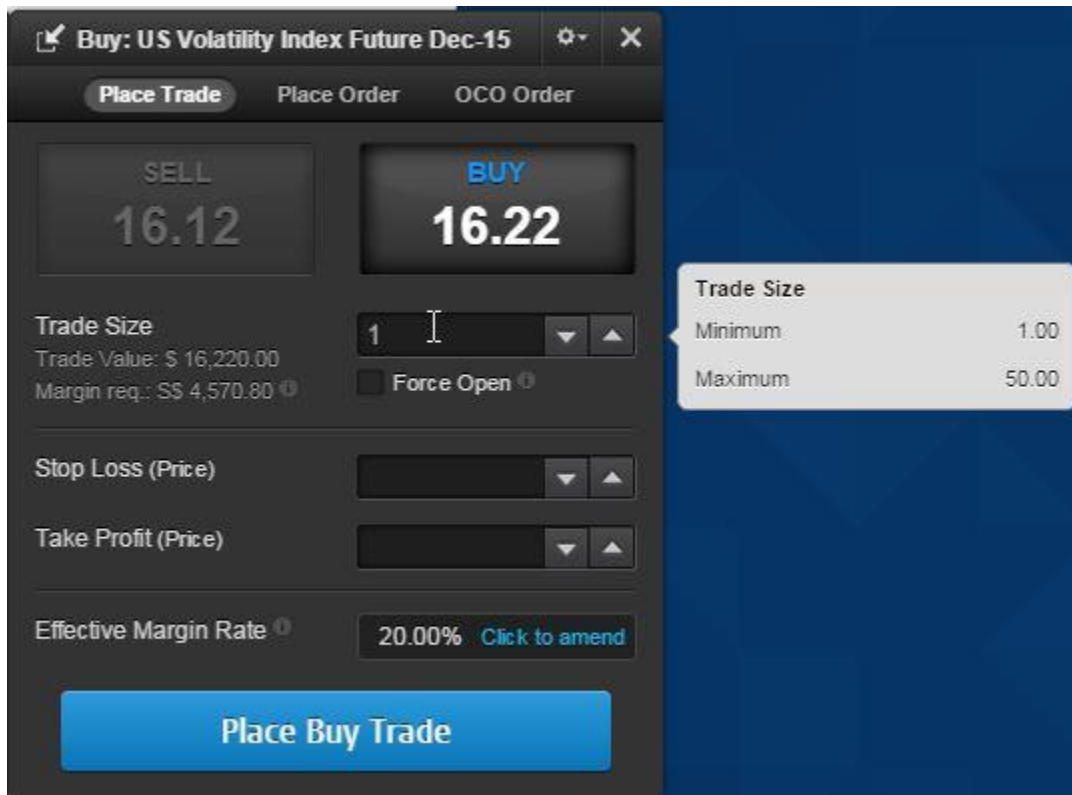 Buy: US Volatility Index Future Dec-15
Place Trade Place Order OCO Order
SELL BUY
16.12 16.22
Trade Size
Minimum 1.00
Maximum 50.00
Trade Size 1
Trade Value: $ 16,220.00
Margin req.: S$ 4,570.80
Force Open
Stop Loss (Price)
Take Profit (Price)
Effective Margin Rate 20.00% Click to amend
Place Buy Trade